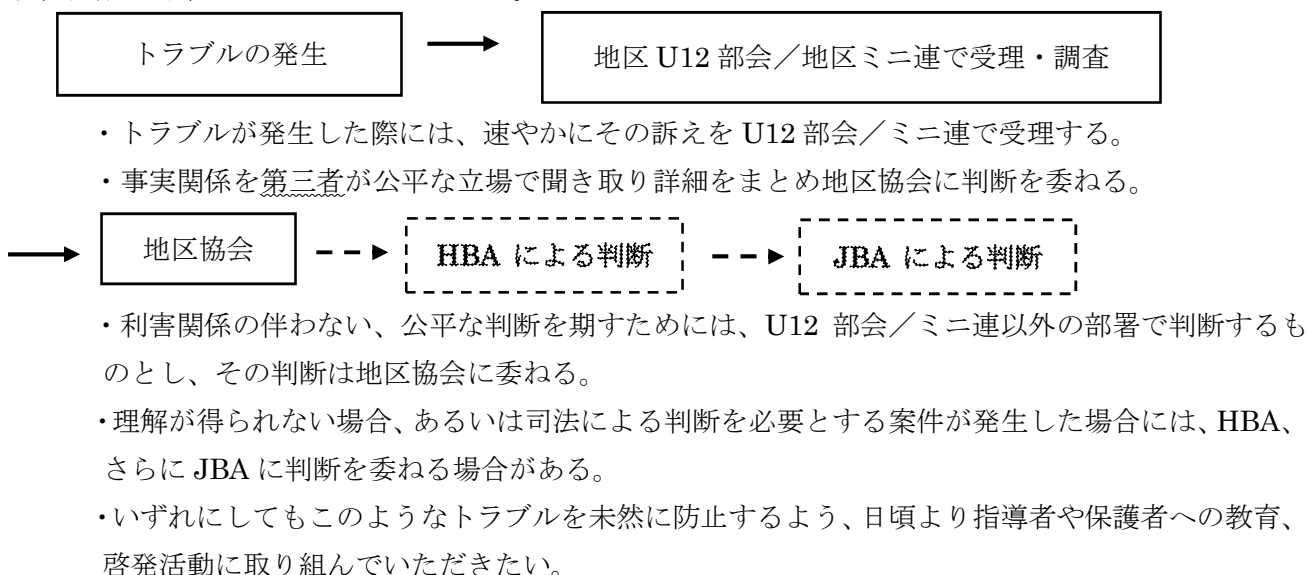 トラブルの発生
地区 U12 部会／地区ミニ連で受理・調査
・トラブルが発生した際には、速やかにその訴えを U12 部会／ミニ連で受理する。
・事実関係を第三者が公平な立場で聞き取り詳細をまとめ地区協会に判断を委ねる。
地区協会
HBA による判断
JBA による判断
・利害関係の伴わない、公平な判断を期すためには、U12 部会／ミニ連以外の部署で判断するも
のとし、その判断は地区協会に委ねる。
・理解が得られない場合、あるいは司法による判断を必要とする案件が発生した場合には、HBA、
さらに JBA に判断を委ねる場合がある。
・いずれにしてもこのようなトラブルを未然に防止するよう、日頃より指導者や保護者への教育、
啓発活動に取り組んでいただきたい。